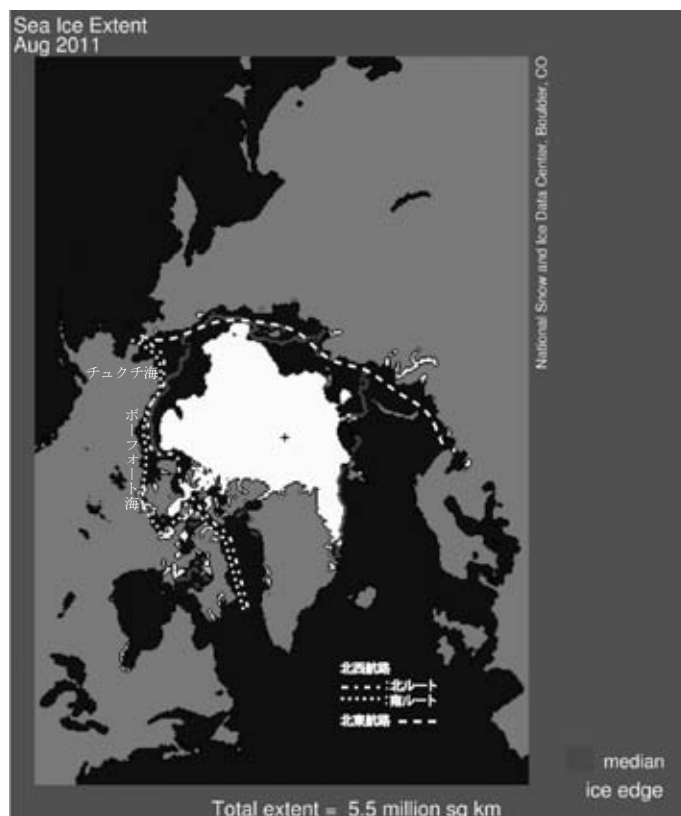 Sea Ice Extent
Aug 2011
National Snow and Ice Data Center, Boulder, CO
チュクチ海
ボーフォート海
北西航路
北ルート
南ルート
北東航路
median
ice edge
Total extent = 5.5 million sq km